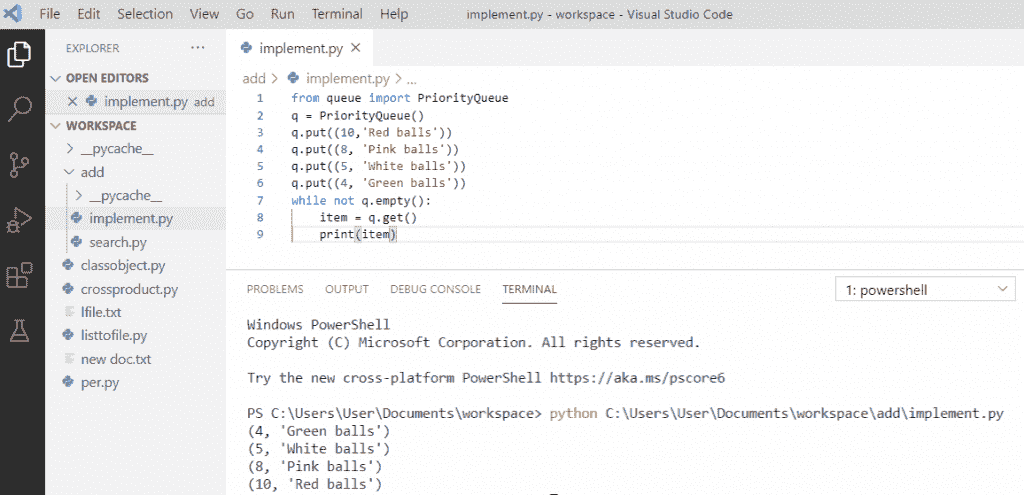 File Edit Selection View Go Run Terminal Help implement.py - workspace - Visual Studio Code
EXPLORER ...
OPEN EDITORS
implement.py add
WORKSPACE
__pycache__
add
__pycache__
implement.py
search.py
classobject.py
crossproduct.py
lfile.txt
listtofile.py
new doc.txt
per.py
implement.py
add > implement.py > ...
1 from queue import PriorityQueue
2 q = PriorityQueue()
3 q.put((10,'Red balls'))
4 q.put((8, 'Pink balls'))
5 q.put((5, 'White balls'))
6 q.put((4, 'Green balls'))
7 while not q.empty():
8 item = q.get()
9 print(item)
PROBLEMS OUTPUT DEBUG CONSOLE TERMINAL 1: powershell
Windows PowerShell
Copyright (C) Microsoft Corporation. All rights reserved.
Try the new cross-platform PowerShell https://aka.ms/pscore6
PS C:\Users\User\Documents\workspace> python C:\Users\User\Documents\workspace\add\implement.py
(4, 'Green balls')
(5, 'White balls')
(8, 'Pink balls')
(10, 'Red balls')